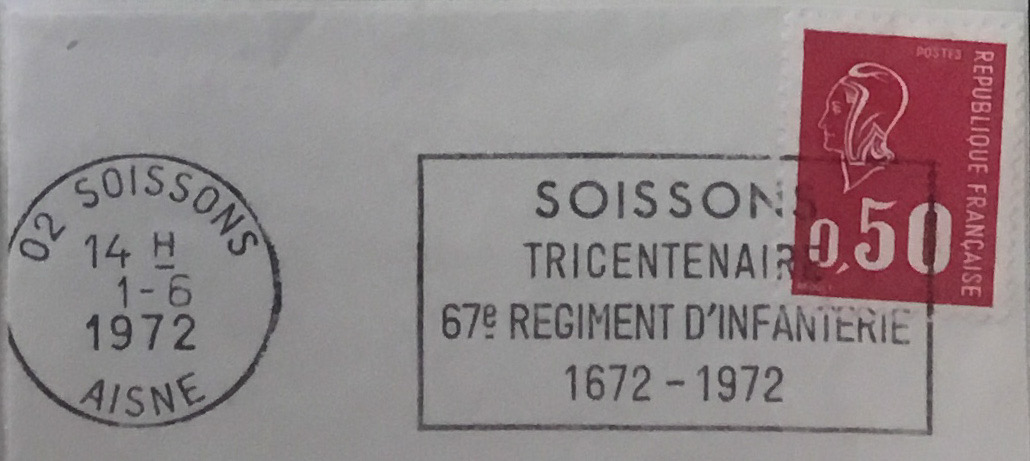 02 SOISSONS
14 H
1-6
1972
AISNE
SOISSONS
TRICENTENAIRE
67e REGIMENT D'INFANTERIE
1672-1972
POSTES
REPUBLIQUE FRANÇAISE
0,50